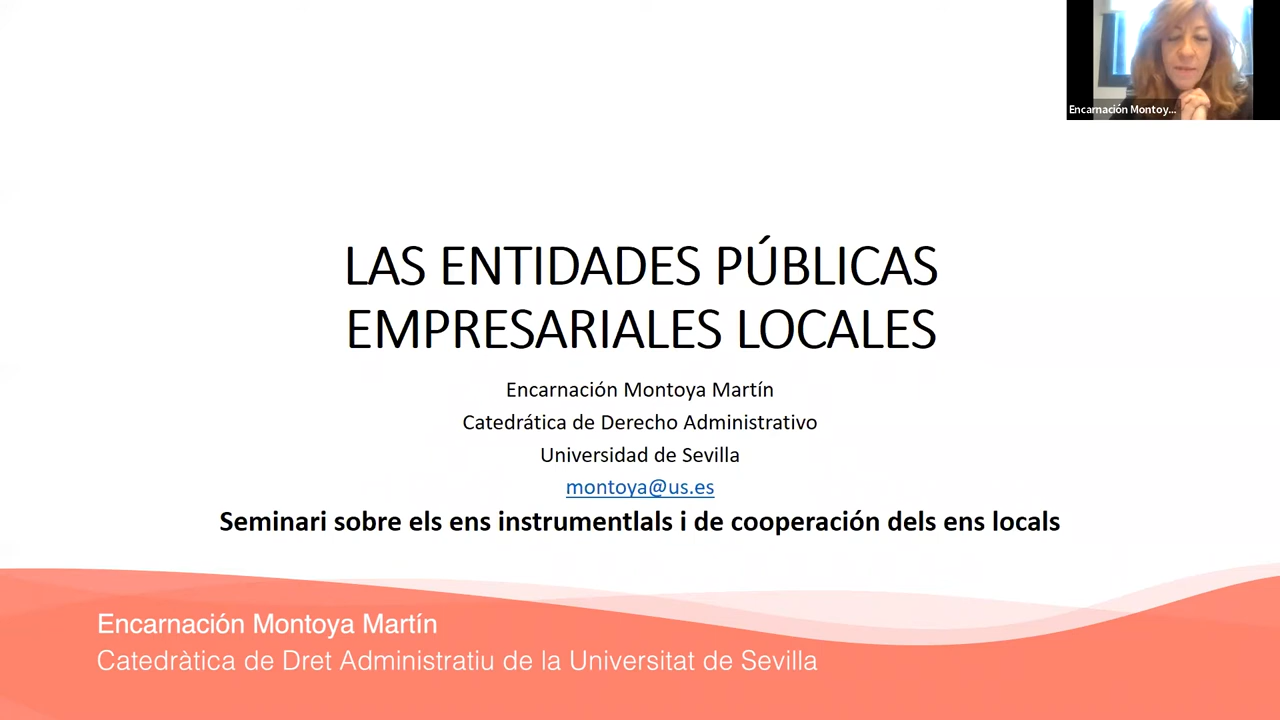 Encarnación Montoy...
LAS ENTIDADES PÚBLICAS
EMPRESARIALES LOCALES
Encarnación Montoya Martín
Catedrática de Derecho Administrativo
Universidad de Sevilla
montoya@us.es
Seminari sobre els ens instrumentlals i de cooperación dels ens locals
Encarnación Montoya Martín
Catedràtica de Dret Administratiu de la Universitat de Sevilla